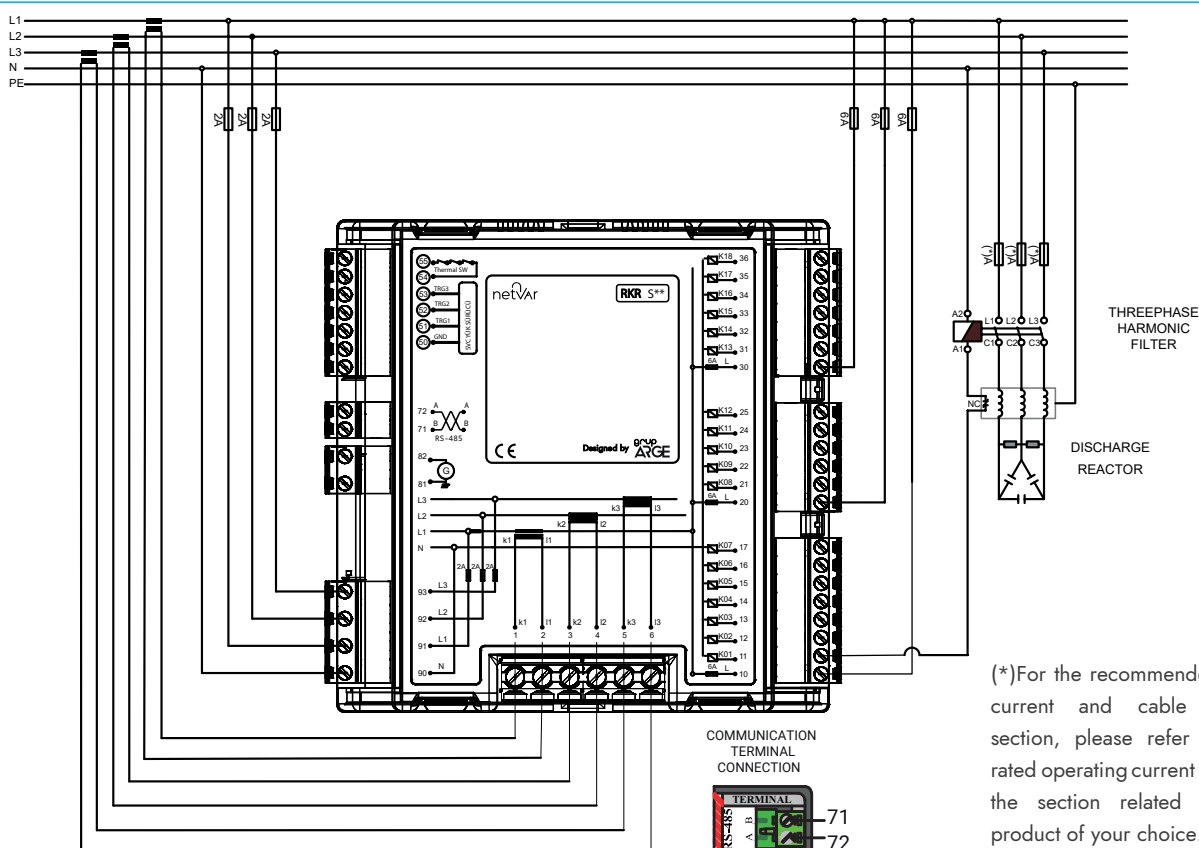 L1
L2
L3
N
PE
2A
2A
2A
6A
6A
6A
(*)A
(*)A
(*)A
A2
A1
L1
L2
L3
C1
C2
C3
NC
THREEPHASE
HARMONIC
FILTER
DISCHARGE
REACTOR
55
54
Thermal SW
53
TRG3
52
TRG2
51
TRG1
50
GND
SVC YÜK SÜRÜCÜ
netVAr
RKR S**
CE
Designed by grup ARGE
72 A A
71 B B
RS-485
82
G
81
L3
L2
L1
N
k1 l1
k2 l2
k3 l3
2A 2A 2A
93 L3
92 L2
91 L1
90 N
k1 l1 k2 l2 k3 l3
1 2 3 4 5 6
K18 36
K17 35
K16 34
K15 33
K14 32
K13 31
6A L 30
K12 25
K11 24
K10 23
K09 22
K08 21
6A L 20
K07 17
K06 16
K05 15
K04 14
K03 13
K02 12
K01 11
6A L 10
COMMUNICATION
TERMINAL
CONNECTION
TERMINAL
RS-485
B
A
71
72
(*)For the recommende
current and cable
section, please refer
rated operating current
the section related
product of your choice